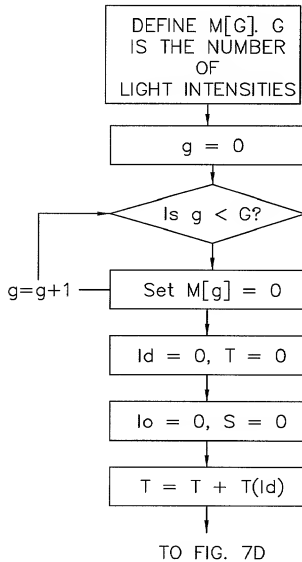 DEFINE M[G]. G
IS THE NUMBER
OF
LIGHT INTENSITIES
g = 0
Is g < G?
g=g+1
Set M[g] = 0
Id = 0, T = 0
Io = 0, S = 0
T = T + T(Id)
TO FIG. 7D